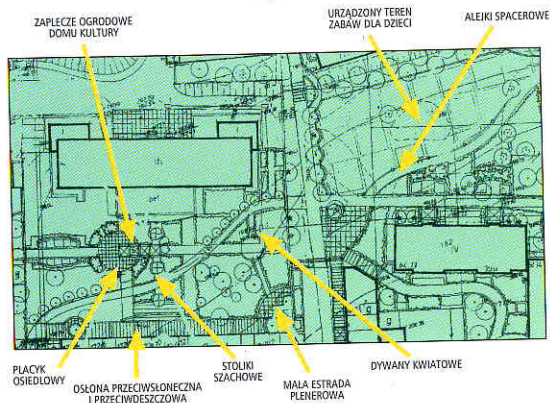 ZAPLECZE OGRODOWE
DOMU KULTURY
URZĄDZONY TEREN
ZABAW DLA DZIECI
ALEJKI SPACEROWE
PLACYK
OSIEDLOWY
OSŁONA PRZECIWSŁONECZNA
I PRZECIWDESZCZOWA
STOLIKI
SZACHOWE
MAŁA ESTRADA
PLENEROWA
DYWANY KWIATOWE